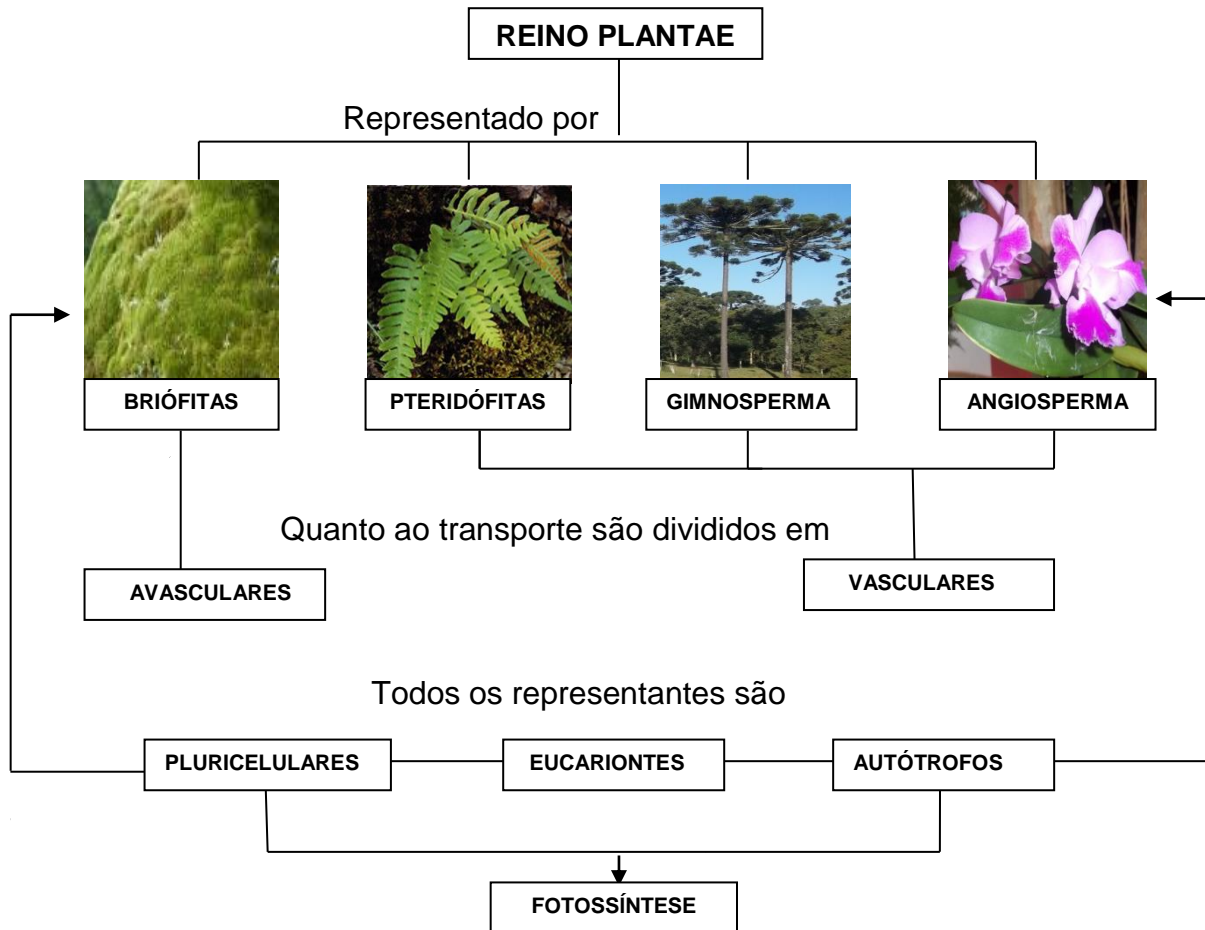 REINO PLANTAE
Representado por
BRIÓFITAS
PTERIDÓFITAS
GIMNOSPERMA
ANGIOSPERMA
Quanto ao transporte são divididos em
AVASCULARES
VASCULARES
Todos os representantes são
PLURICELULARES
EUCARIONTES
AUTÓTROFOS
FOTOSSÍNTESE